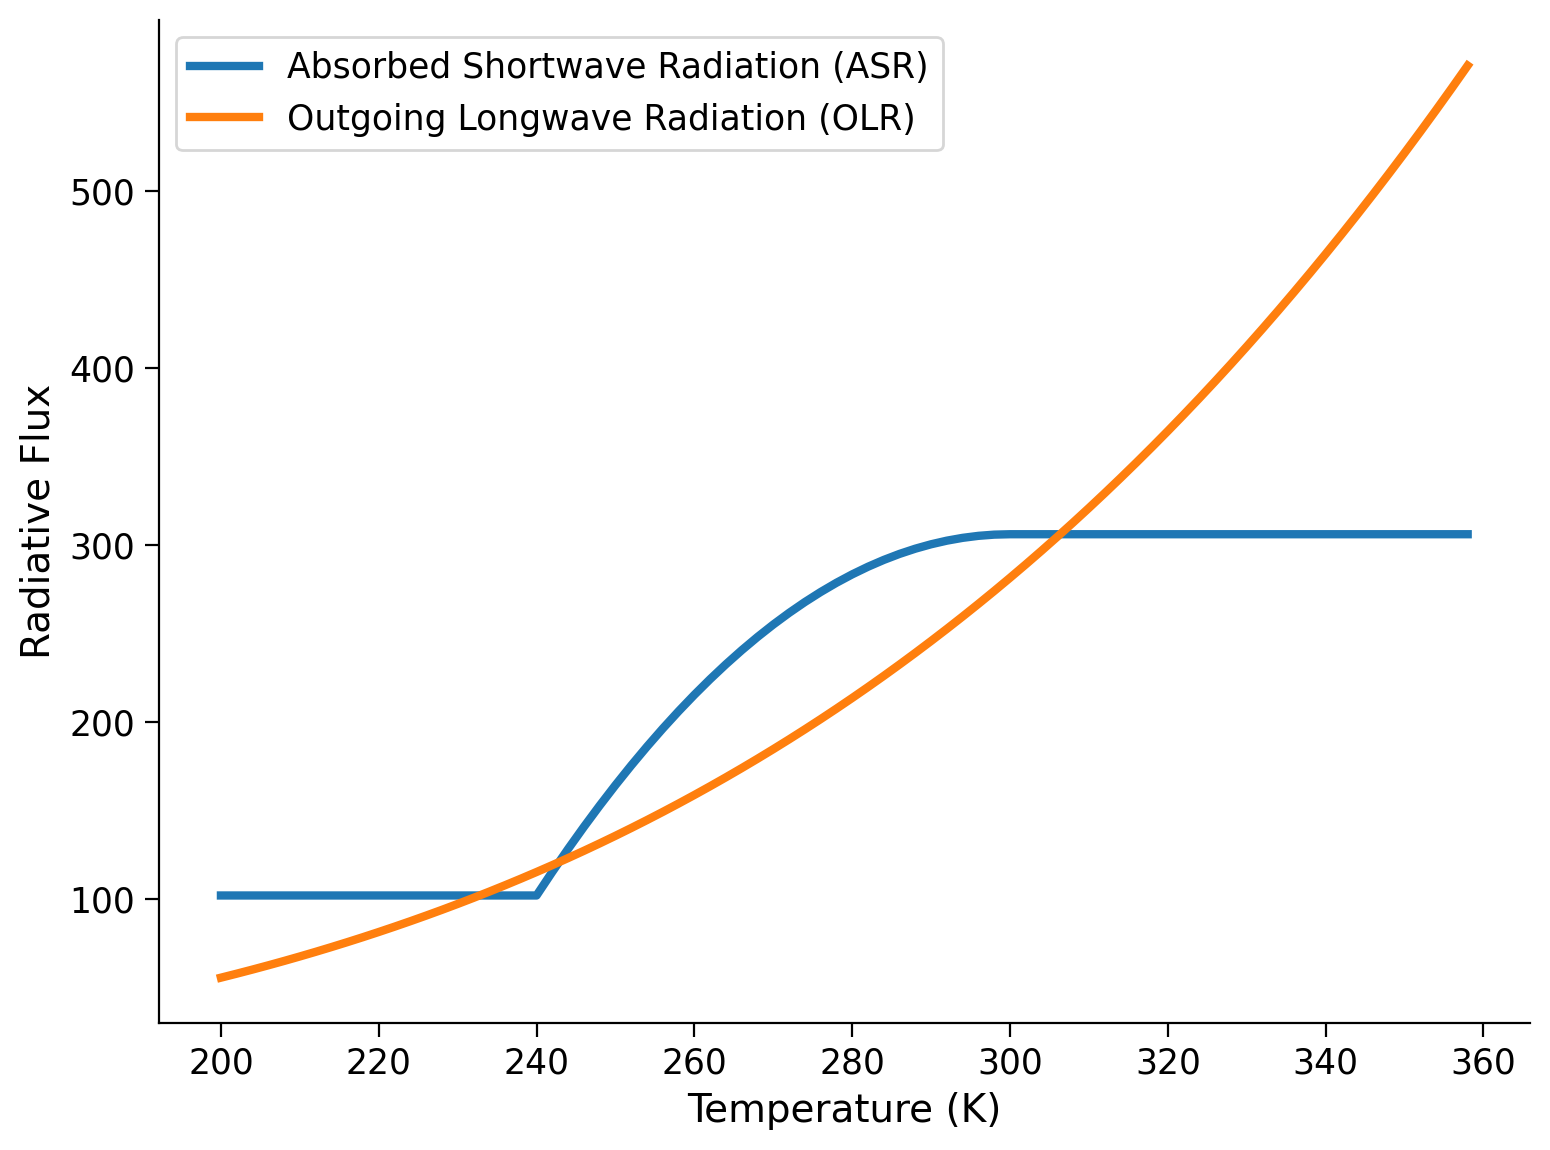 Absorbed Shortwave Radiation (ASR)
Outgoing Longwave Radiation (OLR)
Radiative Flux
500
400
300
200
100
200 220 240 260 280 300 320 340 360
Temperature (K)